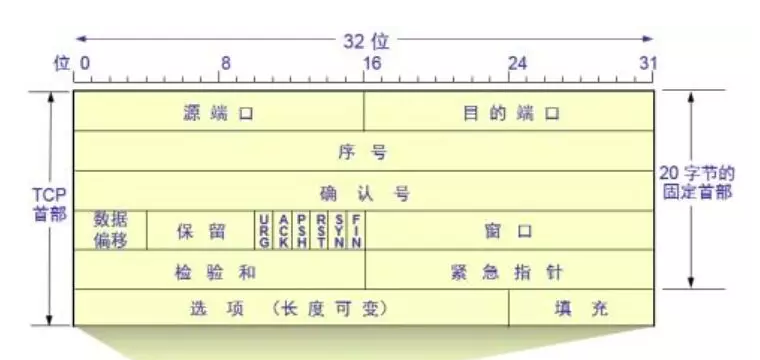 32 位
位 0 8 16 24 31
源端口 目的端口
序号
确认号
TCP
首部
20 字节的
固定首部
数据
偏移
保留
URG
ACK
PSH
RST
SYN
FIN
窗口
检验和 紧急指针
选项 (长度可变) 填充